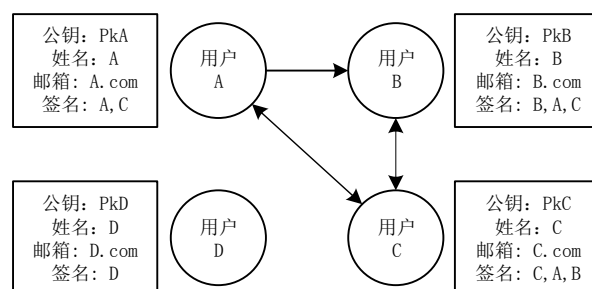 公钥: PkA
姓名: A
邮箱: A.com
签名: A,C
用户
A
用户
B
公钥: PkB
姓名: B
邮箱: B.com
签名: B,A,C
公钥: PkD
姓名: D
邮箱: D.com
签名: D
用户
D
用户
C
公钥: PkC
姓名: C
邮箱: C.com
签名: C,A,B